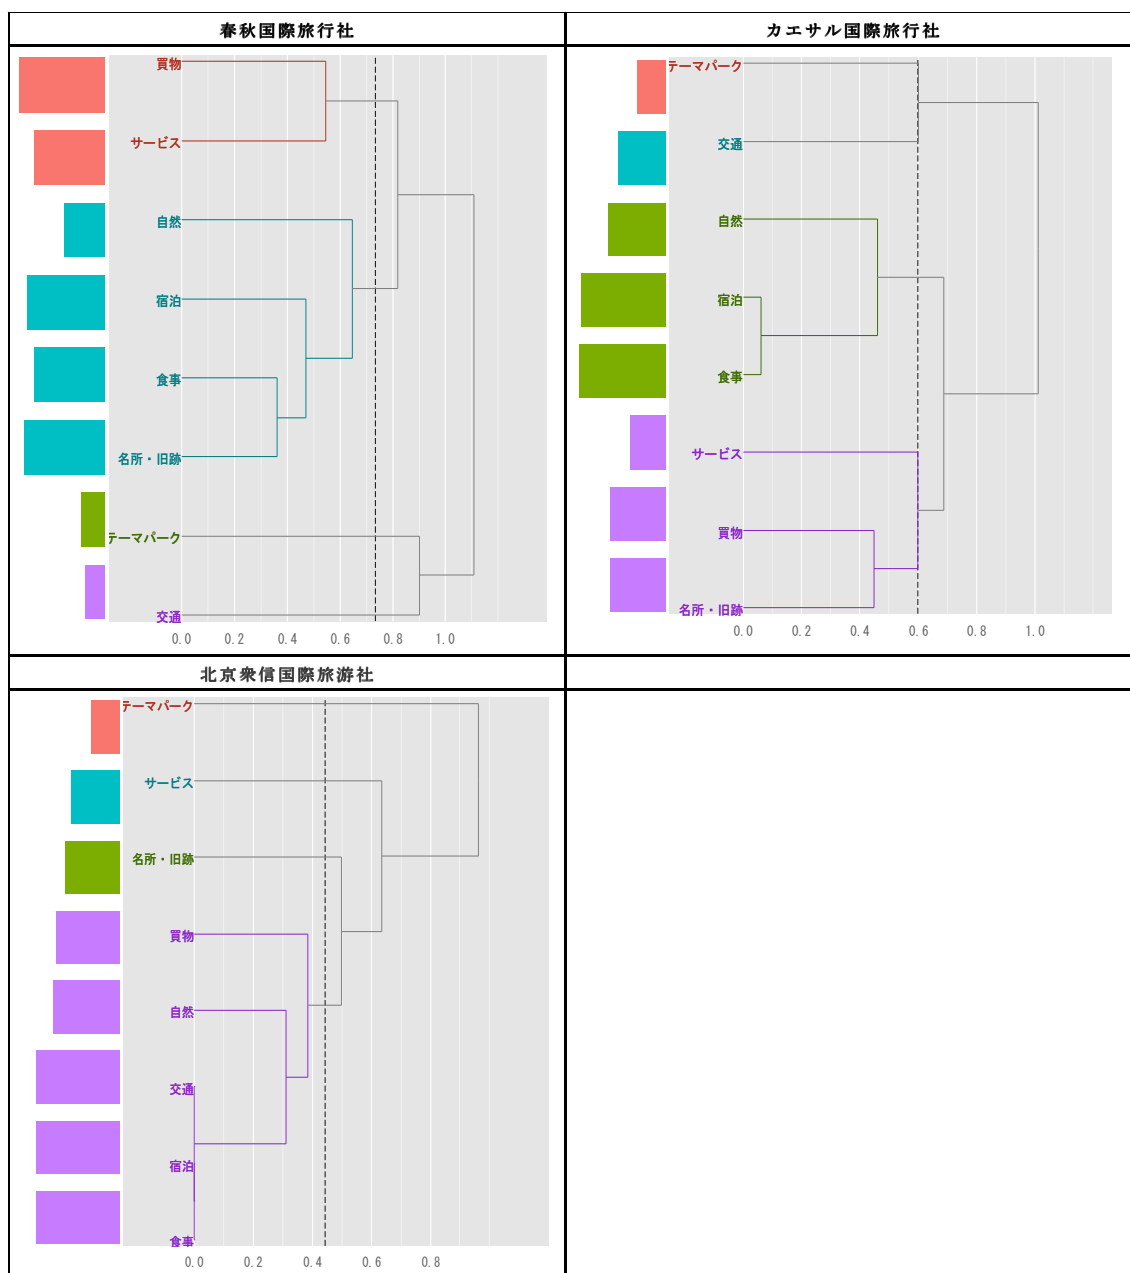 春秋国際旅行社
買物
サービス
自然
宿泊
食事
名所・旧跡
テーマパーク
交通
0.0 0.2 0.4 0.6 0.8 1.0
カエサル国際旅行社
テーマパーク
交通
自然
宿泊
食事
サービス
買物
名所・旧跡
0.0 0.2 0.4 0.6 0.8 1.0
北京衆信国際旅游社
テーマパーク
サービス
名所・旧跡
買物
自然
交通
宿泊
食事
0.0 0.2 0.4 0.6 0.8